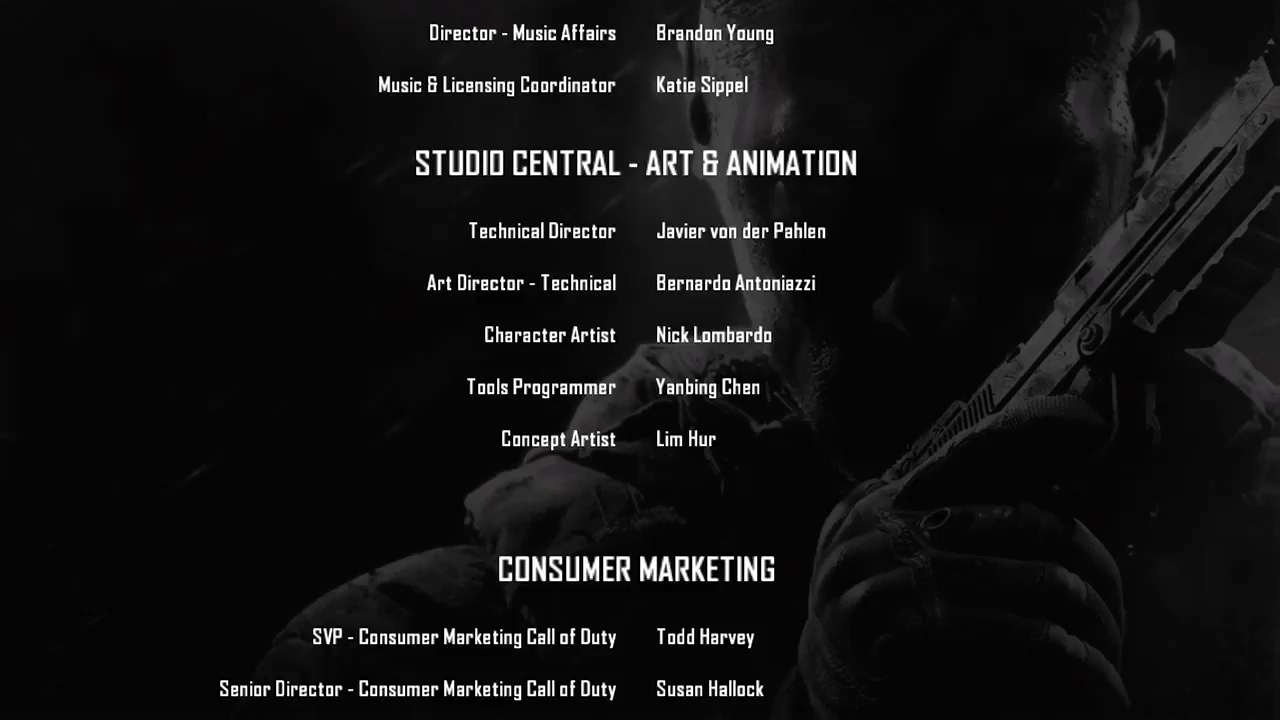 Director - Music Affairs Brandon Young
Music & Licensing Coordinator Katie Sippel
STUDIO CENTRAL - ART & ANIMATION
Technical Director Javier von der Pahlen
Art Director - Technical Bernardo Antoniazzi
Character Artist Nick Lombardo
Tools Programmer Yanbing Chen
Concept Artist Lim Hur
CONSUMER MARKETING
SVP - Consumer Marketing Call of Duty Todd Harvey
Senior Director - Consumer Marketing Call of Duty Susan Hallock